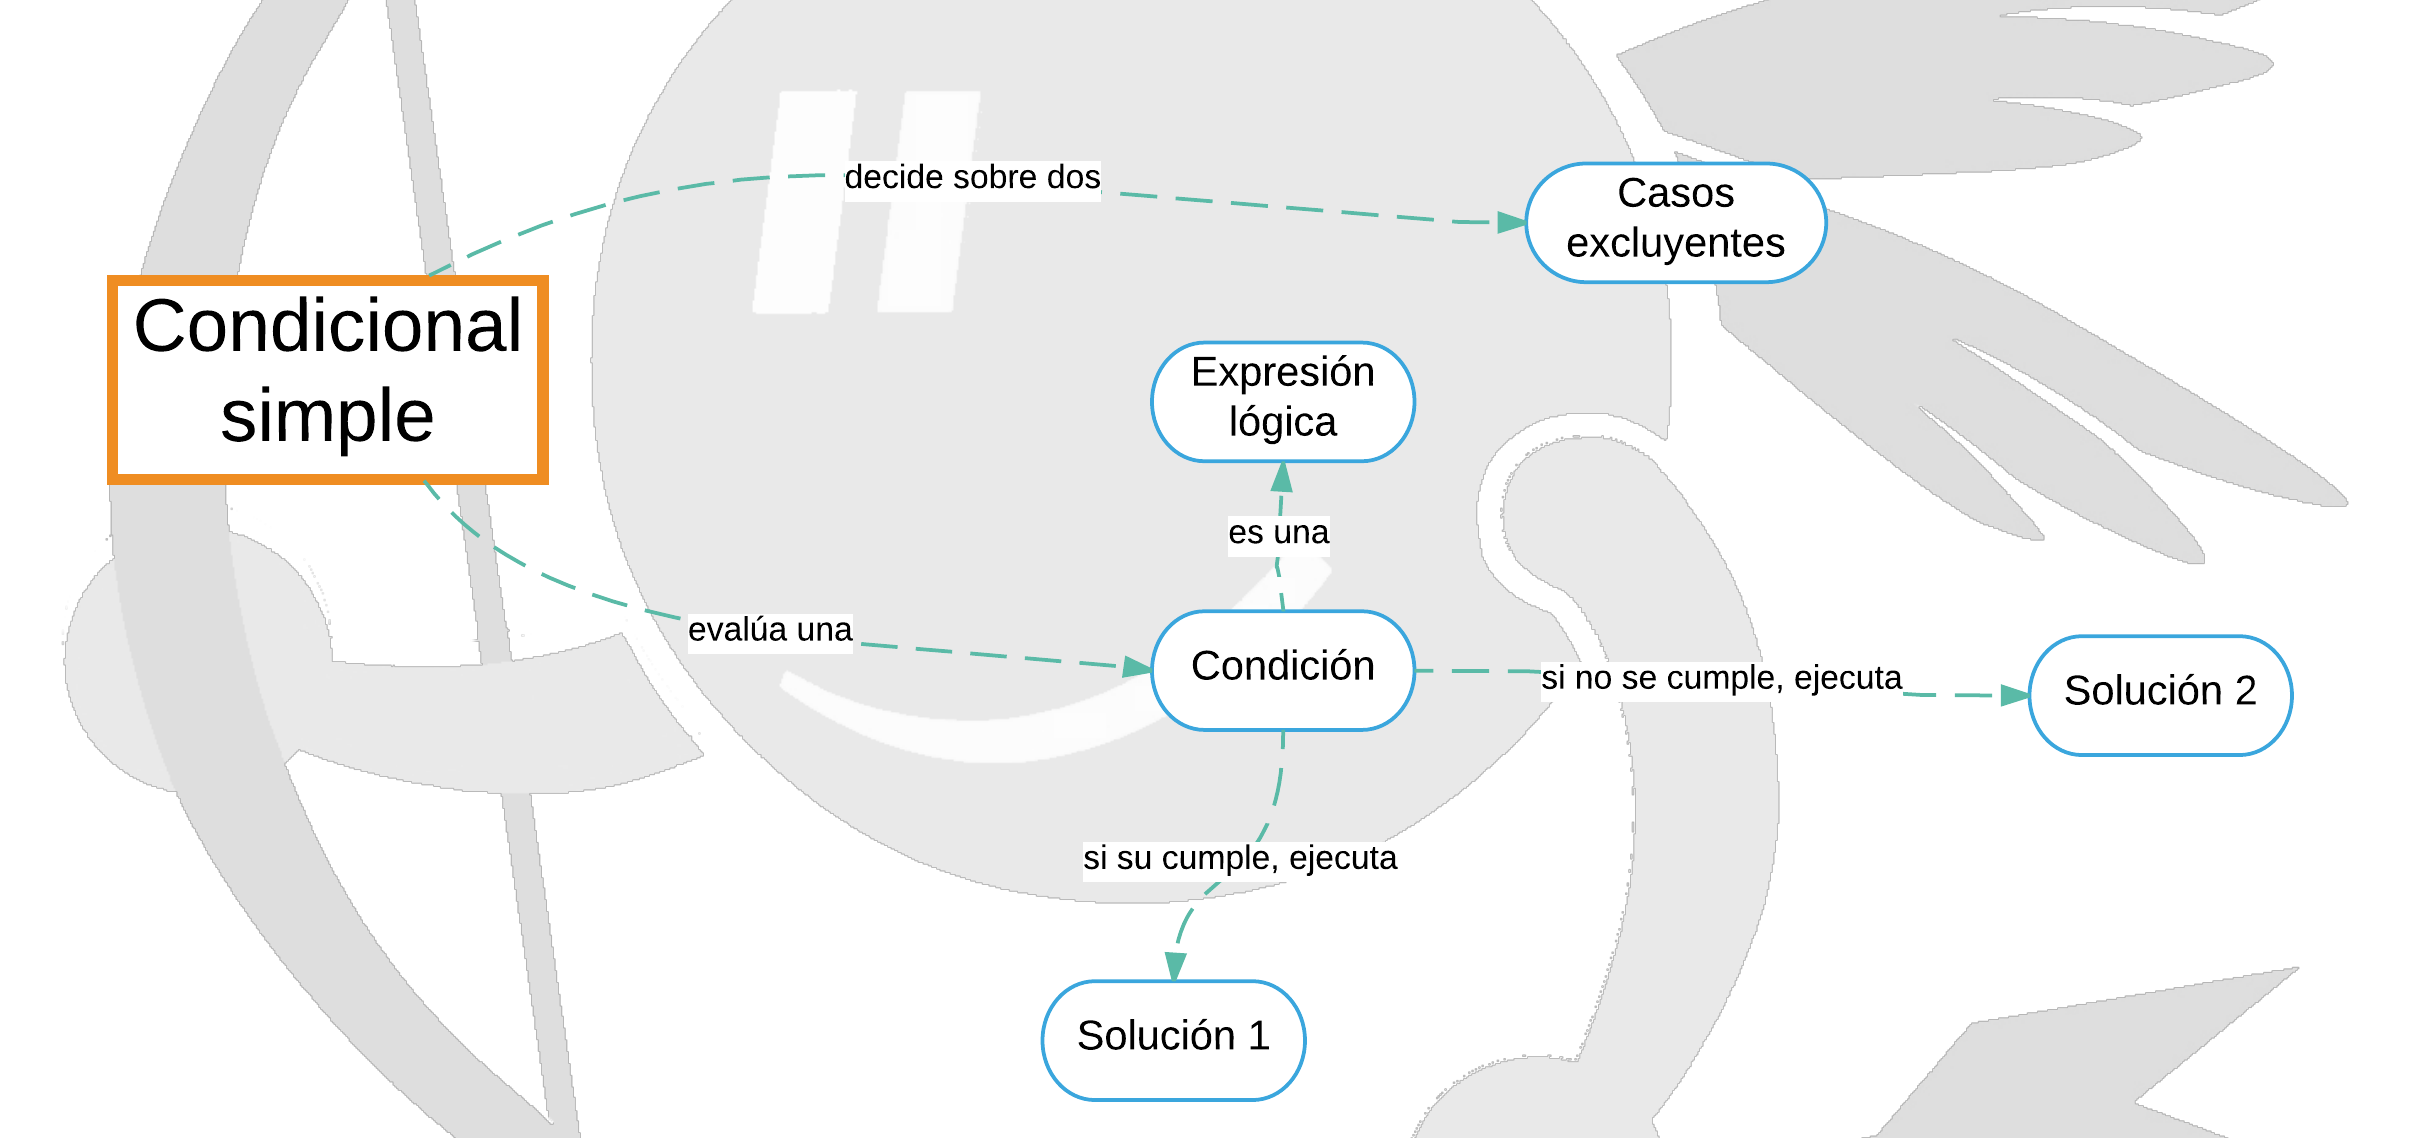 decide sobre dos
Casos
excluyentes
Condicional
simple
Expresión
lógica
es una
evalúa una
Condición
si no se cumple, ejecuta
Solución 2
si su cumple, ejecuta
Solución 1